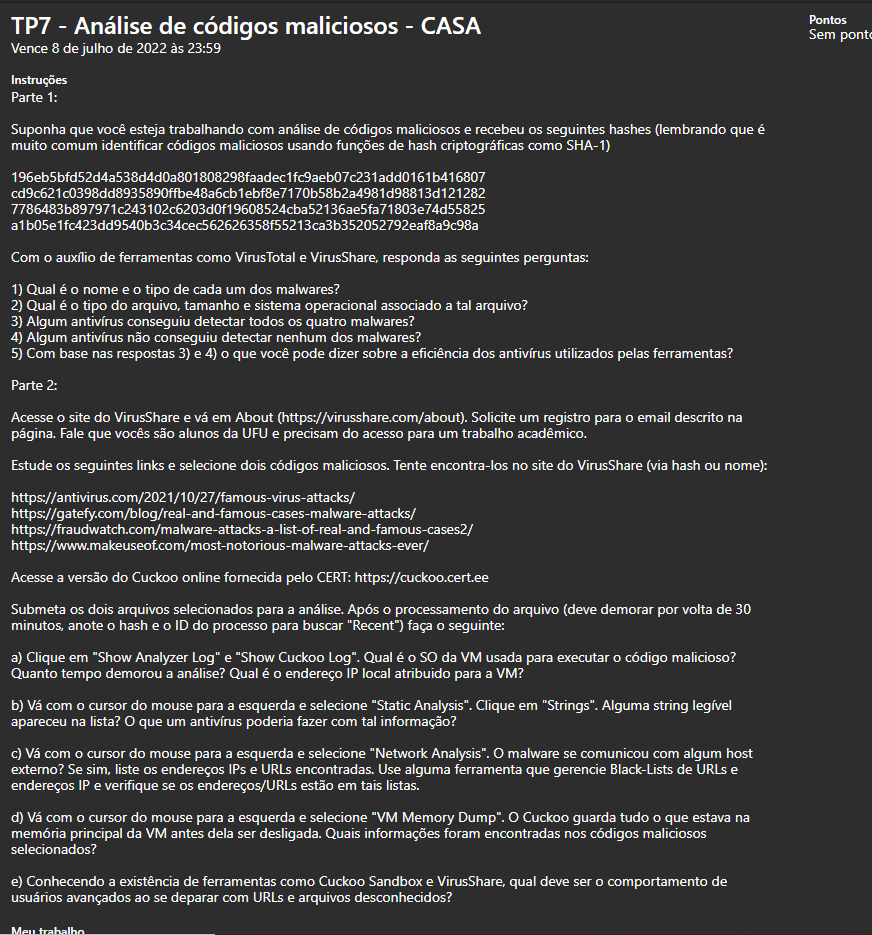 TP7 - Análise de códigos maliciosos - CASA
Vence 8 de julho de 2022 às 23:59
Pontos
Sem ponto
Instruções
Parte 1:
Suponha que você esteja trabalhando com análise de códigos maliciosos e recebeu os seguintes hashes (lembrando que é
muito comum identificar códigos maliciosos usando funções de hash criptográficas como SHA-1)
196eb5bfd52d4a538d4d0a801808298faadec1fc9aeb07c231add0161b416807
cd9c621c0398dd8935890ffbe48a6cb1ebf8e7170b58b2a4981d98813d121282
7786483b897971c243102c6203d0f19608524cba52136ae5fa71803e74d55825
a1b05e1fc423dd9540b3c34cec562626358f55213ca3b352052792eaf8a9c98a
Com o auxílio de ferramentas como VirusTotal e VirusShare, responda as seguintes perguntas:
1) Qual é o nome e o tipo de cada um dos malwares?
2) Qual é o tipo do arquivo, tamanho e sistema operacional associado a tal arquivo?
3) Algum antivírus conseguiu detectar todos os quatro malwares?
4) Algum antivírus não conseguiu detectar nenhum dos malwares?
5) Com base nas respostas 3) e 4) o que você pode dizer sobre a eficiência dos antivírus utilizados pelas ferramentas?
Parte 2:
Acesse o site do VirusShare e vá em About (https://virusshare.com/about). Solicite um registro para o email descrito na
página. Fale que vocês são alunos da UFU e precisam do acesso para um trabalho acadêmico.
Estude os seguintes links e selecione dois códigos maliciosos. Tente encontra-los no site do VirusShare (via hash ou nome):
https://antivirus.com/2021/10/27/famous-virus-attacks/
https://gatefy.com/blog/real-and-famous-cases-malware-attacks/
https://fraudwatch.com/malware-attacks-a-list-of-real-and-famous-cases2/
https://www.makeuseof.com/most-notorious-malware-attacks-ever/
Acesse a versão do Cuckoo online fornecida pelo CERT: https://cuckoo.cert.ee
Submeta os dois arquivos selecionados para a análise. Após o processamento do arquivo (deve demorar por volta de 30
minutos, anote o hash e o ID do processo para buscar "Recent") faça o seguinte:
a) Clique em "Show Analyzer Log" e "Show Cuckoo Log". Qual é o SO da VM usada para executar o código malicioso?
Quanto tempo demorou a análise? Qual é o endereço IP local atribuido para a VM?
b) Vá com o cursor do mouse para a esquerda e selecione "Static Analysis". Clique em "Strings". Alguma string legível
apareceu na lista? O que um antivírus poderia fazer com tal informação?
c) Vá com o cursor do mouse para a esquerda e selecione "Network Analysis". O malware se comunicou com algum host
externo? Se sim, liste os endereços IPs e URLs encontradas. Use alguma ferramenta que gerencie Black-Lists de URLs e
endereços IP e verifique se os endereços/URLs estão em tais listas.
d) Vá com o cursor do mouse para a esquerda e selecione "VM Memory Dump". O Cuckoo guarda tudo o que estava na
memória principal da VM antes dela ser desligada. Quais informações foram encontradas nos códigos maliciosos
selecionados?
e) Conhecendo a existência de ferramentas como Cuckoo Sandbox e VirusShare, qual deve ser o comportamento de
usuários avançados ao se deparar com URLs e arquivos desconhecidos?
Meu trabalho